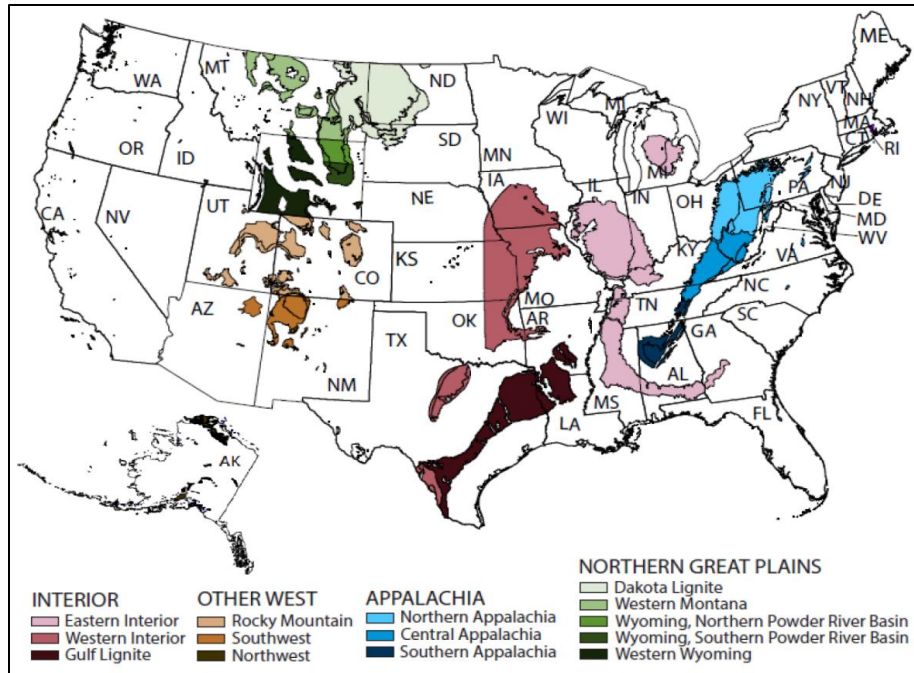 ME
WA
MT
ND
VT
NH
NY
MI
WI
MA
CT
RI
OR
ID
SD
MN
MI
IA
IL
IN
OH
PA
NJ
DE
MD
WV
NE
CA
NV
UT
CO
KS
KY
VA
MO
NC
TN
AZ
OK
AR
SC
GA
TX
NM
AL
MS
LA
FL
AK
INTERIOR
Eastern Interior
Western Interior
Gulf Lignite
OTHER WEST
Rocky Mountain
Southwest
Northwest
APPALACHIA
Northern Appalachia
Central Appalachia
Southern Appalachia
NORTHERN GREAT PLAINS
Dakota Lignite
Western Montana
Wyoming, Northern Powder River Basin
Wyoming, Southern Powder River Basin
Western Wyoming